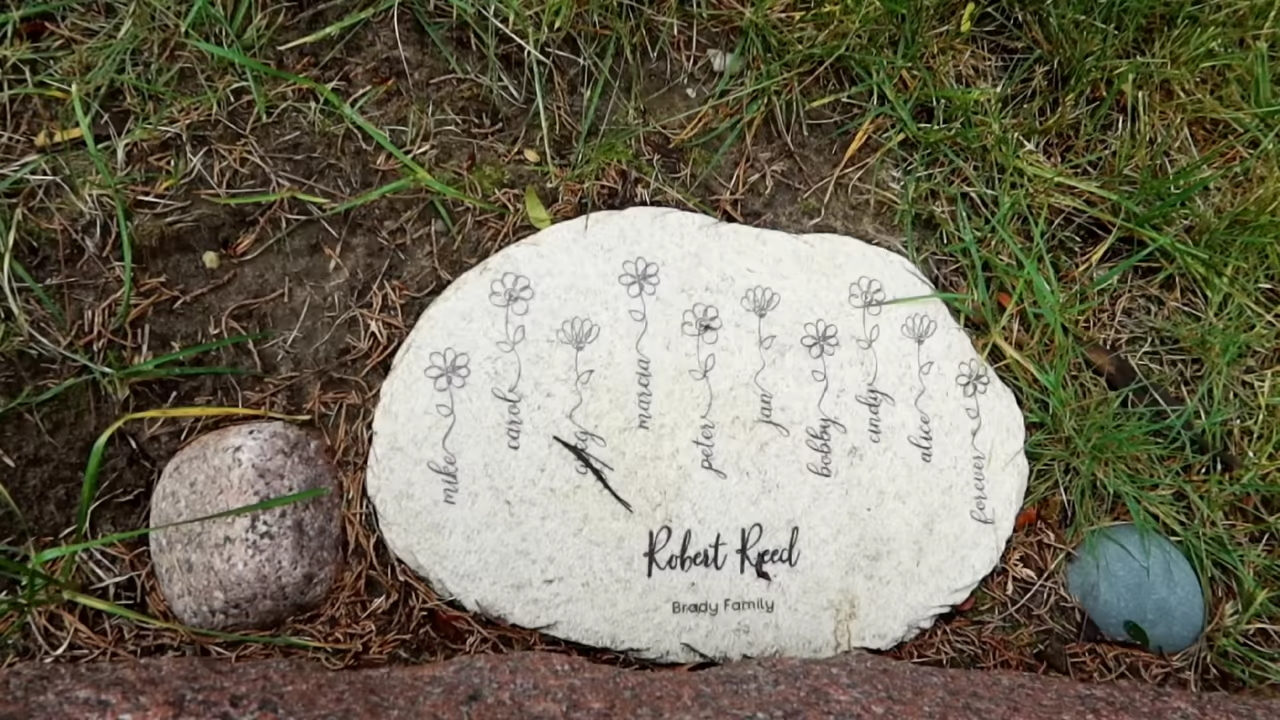 mike
carol
marcia
peter
jan
bobby
cindy
alice
forever
Robert Reed
Brady Family